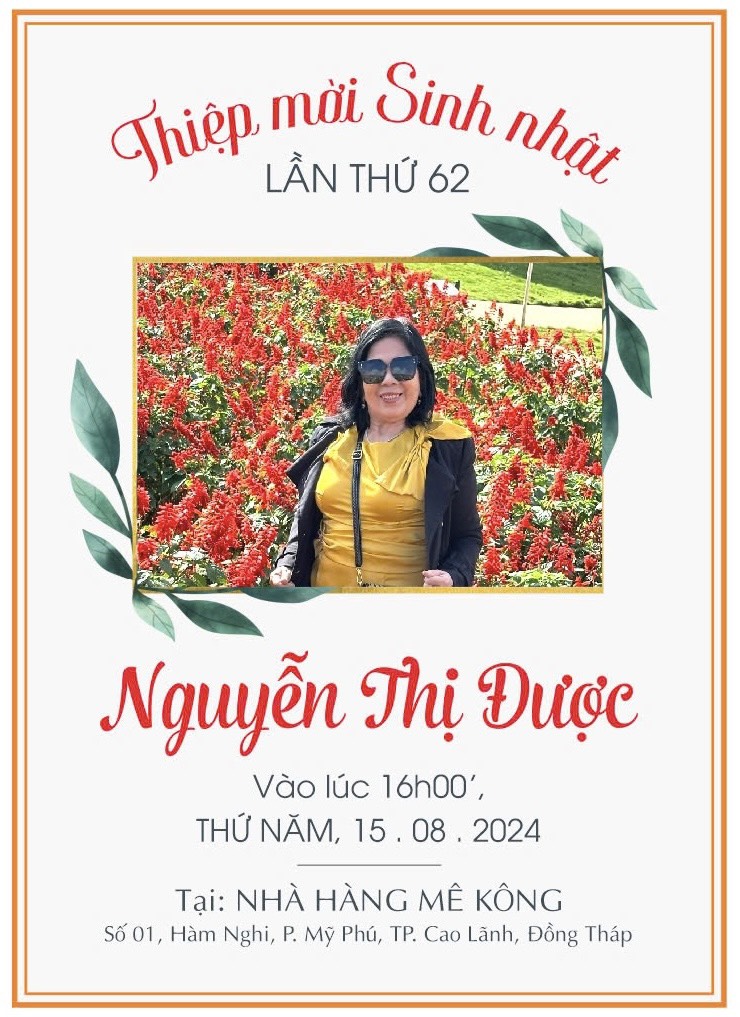 Thiệp mời Sinh nhật
LẦN THỨ 62
Nguyễn Thị Được
Vào lúc 16h00’,
THỨ NĂM, 15 . 08 . 2024
Tại: NHÀ HÀNG MÊ KÔNG
Số 01, Hàm Nghi, P. Mỹ Phú, TP. Cao Lãnh, Đồng Tháp